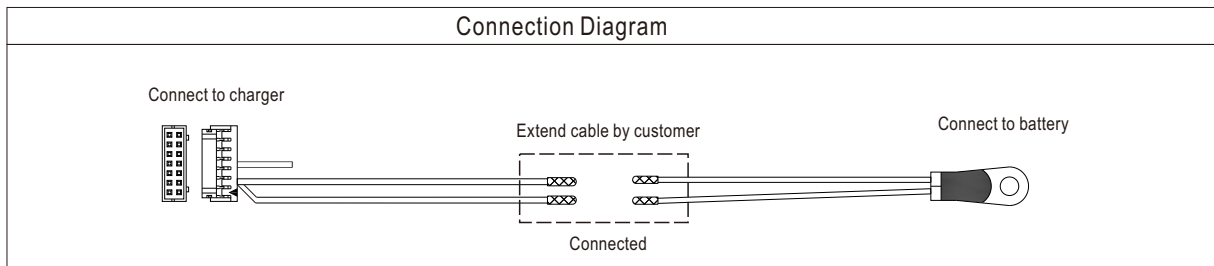 Connection Diagram
Connect to charger
Extend cable by customer
Connect to battery
Connected